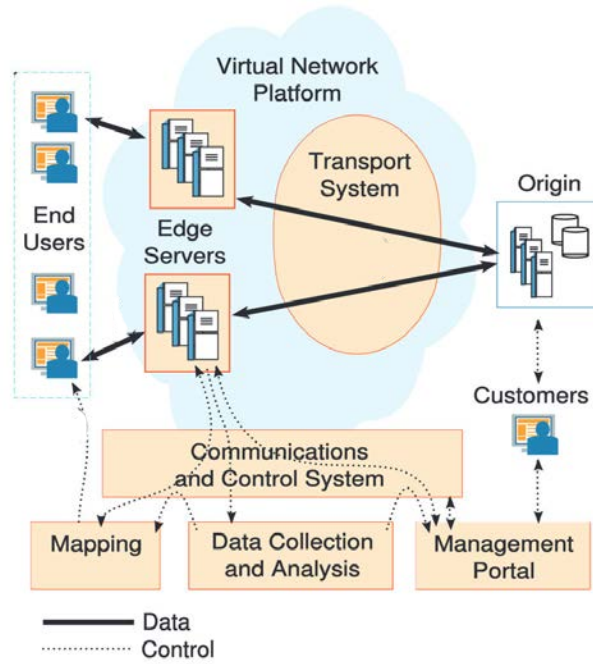 Virtual Network
Platform
Transport
System
Origin
End
Users
Edge
Servers
Customers
Communications
and Control System
Mapping
Data Collection
and Analysis
Management
Portal
Data
Control